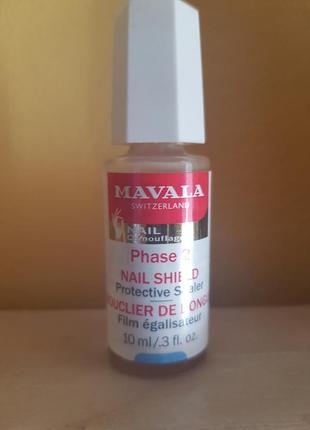 MAVALA
SWITZERLAND
NAIL
Camouflage
Phase 2
NAIL SHIELD
Protective Sealer
BOUCLIER DE L'ONGLE
Film égalisateur
10 ml/.3 fl. oz.